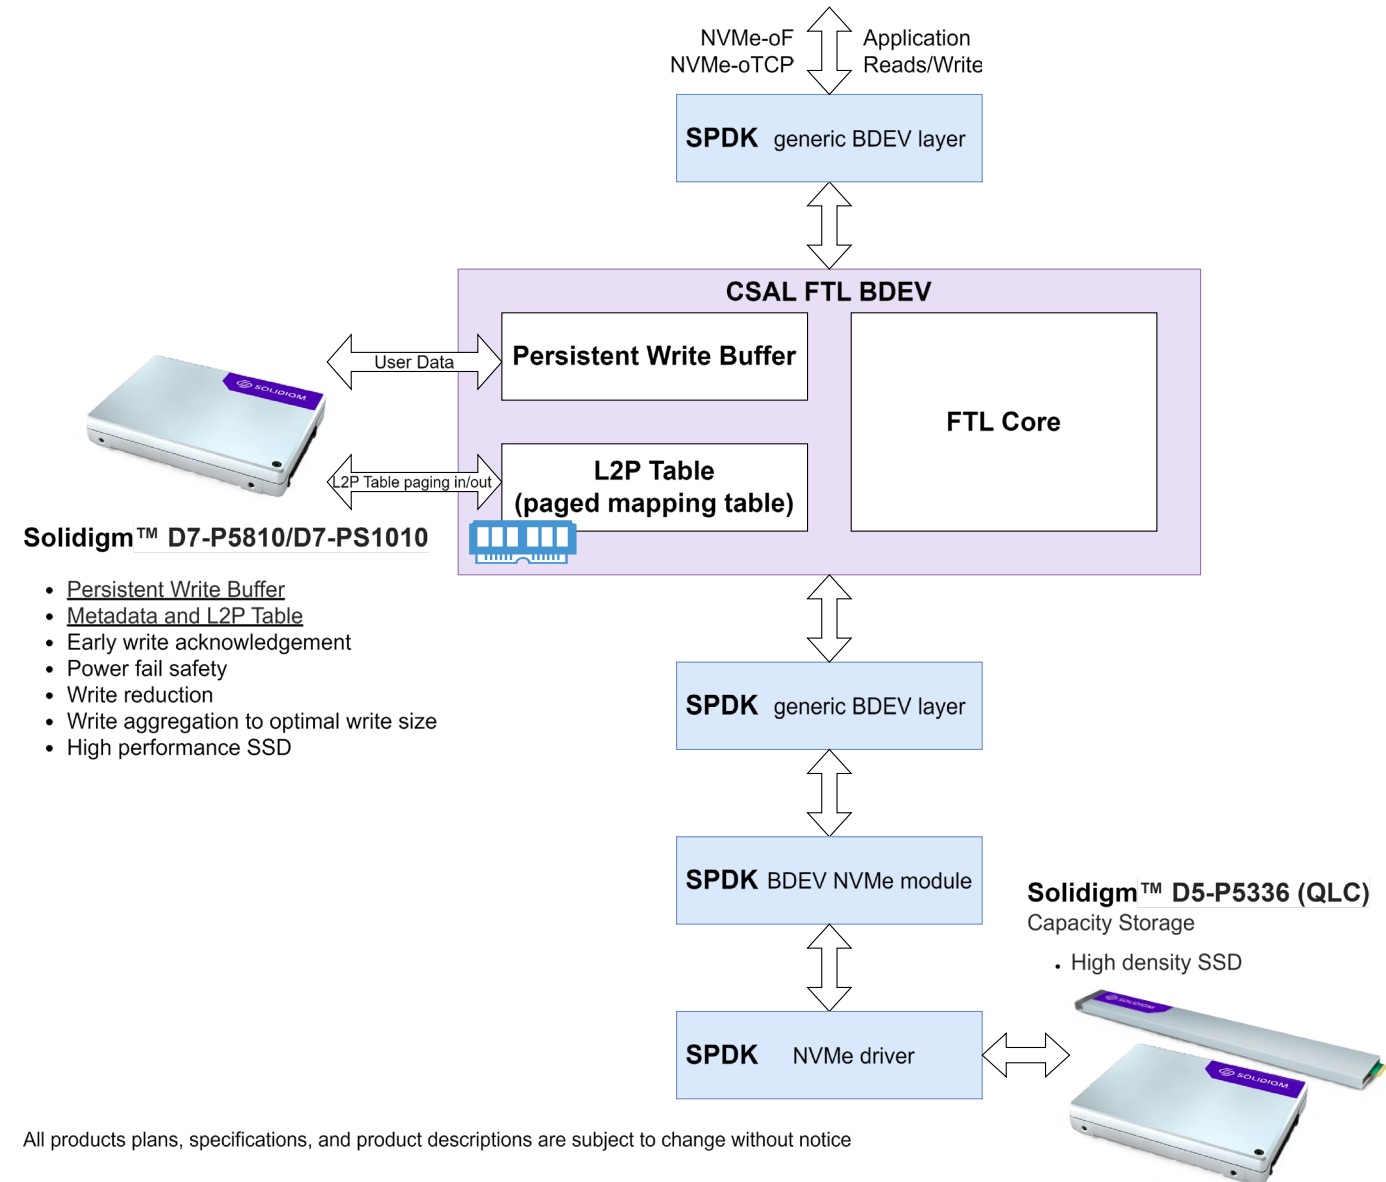 NVMe-oF
NVMe-oTCP
Application
Reads/Write
SPDK generic BDEV layer
CSAL FTL BDEV
Persistent Write Buffer
FTL Core
User Data
L2P Table
(paged mapping table)
L2P Table paging in/out
SOLIDIGM
Solidigm™ D7-P5810/D7-PS1010
• Persistent Write Buffer
• Metadata and L2P Table
• Early write acknowledgement
• Power fail safety
• Write reduction
• Write aggregation to optimal write size
• High performance SSD
SPDK generic BDEV layer
SPDK BDEV NVMe module
SPDK NVMe driver
Solidigm™ D5-P5336 (QLC)
Capacity Storage
• High density SSD
SOLIDIGM
SOLIDIGM
All products plans, specifications, and product descriptions are subject to change without notice